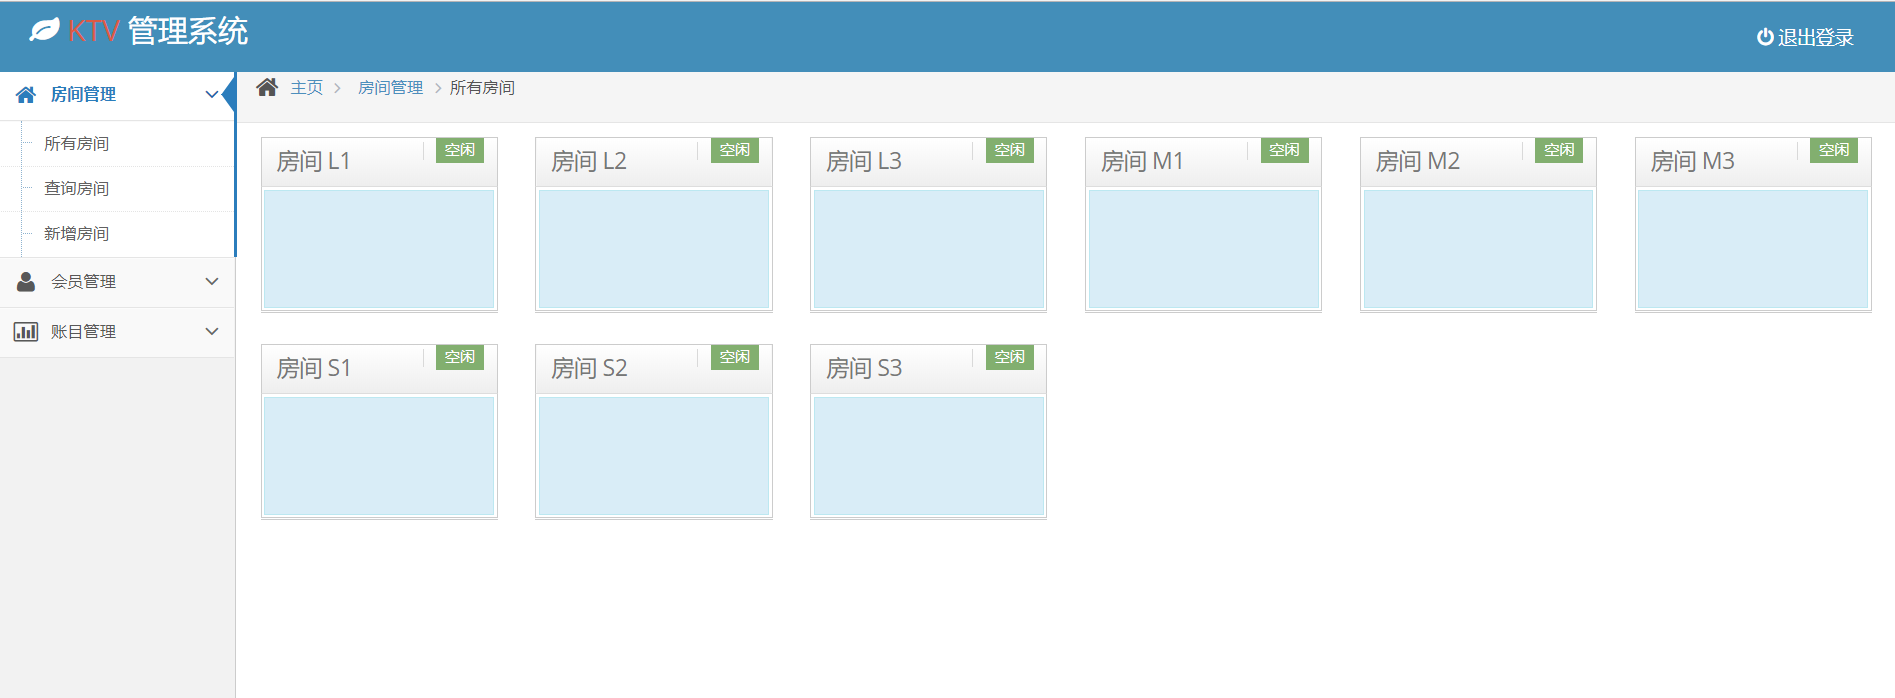 KTV 管理系统
退出登录
房间管理
所有房间
查询房间
新增房间
会员管理
账目管理
主页 房间管理 所有房间
房间 L1 空闲
房间 L2 空闲
房间 L3 空闲
房间 M1 空闲
房间 M2 空闲
房间 M3 空闲
房间 S1 空闲
房间 S2 空闲
房间 S3 空闲